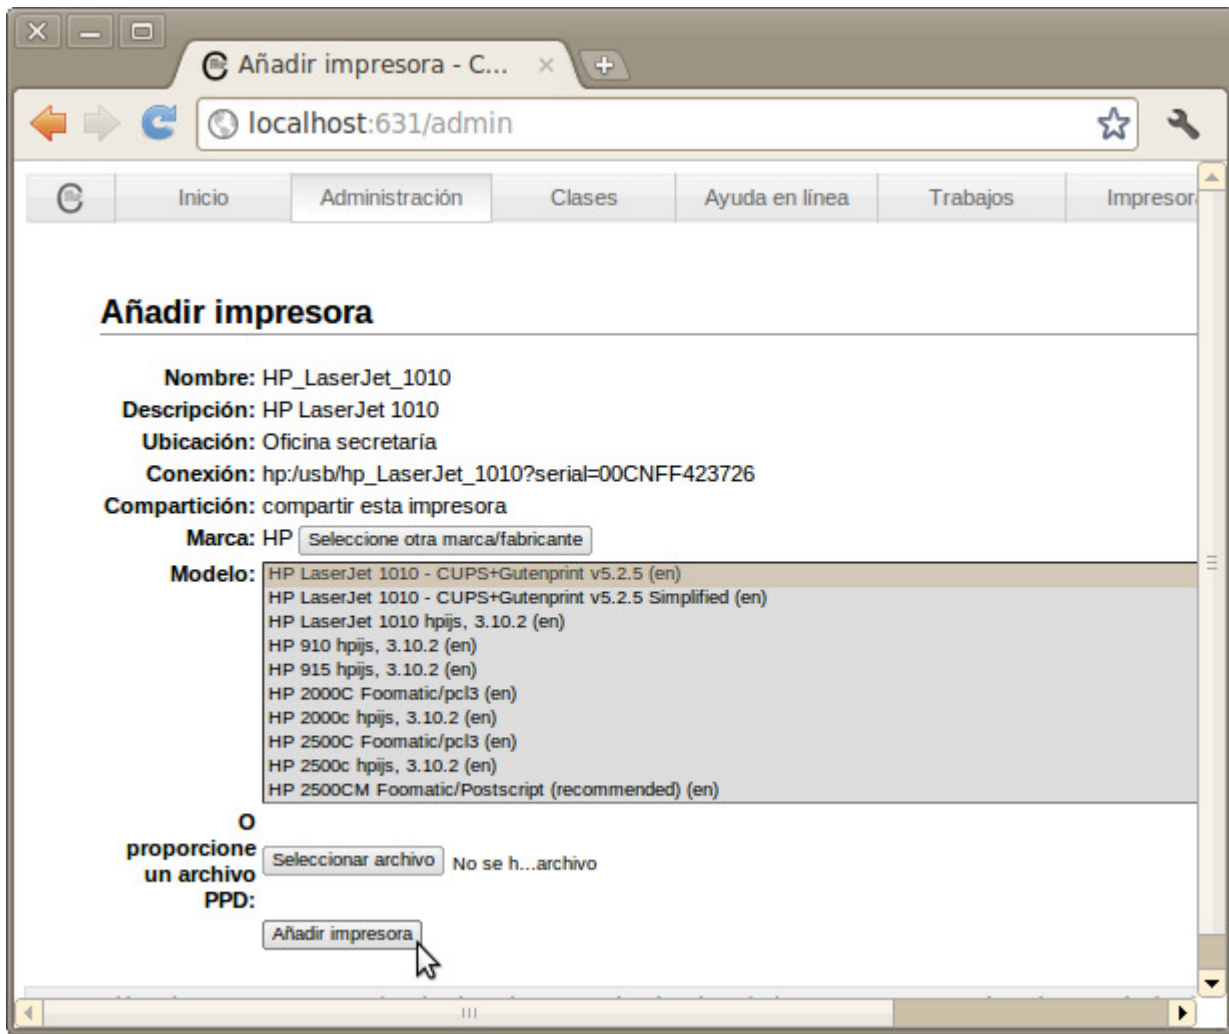 Añadir impresora - C...
localhost:631/admin
Inicio Administración Clases Ayuda en línea Trabajos Impresor
Añadir impresora
Nombre: HP_LaserJet_1010
Descripción: HP LaserJet 1010
Ubicación: Oficina secretaría
Conexión: hp:/usb/hp_LaserJet_1010?serial=00CNFF423726
Compartición: compartir esta impresora
Marca: HP Seleccione otra marca/fabricante
Modelo: HP LaserJet 1010 - CUPS+Gutenprint v5.2.5 (en)
HP LaserJet 1010 - CUPS+Gutenprint v5.2.5 Simplified (en)
HP LaserJet 1010 hpijs, 3.10.2 (en)
HP 910 hpijs, 3.10.2 (en)
HP 915 hpijs, 3.10.2 (en)
HP 2000C Foomatic/pcl3 (en)
HP 2000c hpijs, 3.10.2 (en)
HP 2500C Foomatic/pcl3 (en)
HP 2500c hpijs, 3.10.2 (en)
HP 2500CM Foomatic/Postscript (recommended) (en)
O
proporcione
un archivo
PPD:
Seleccionar archivo No se h...archivo
Añadir impresora